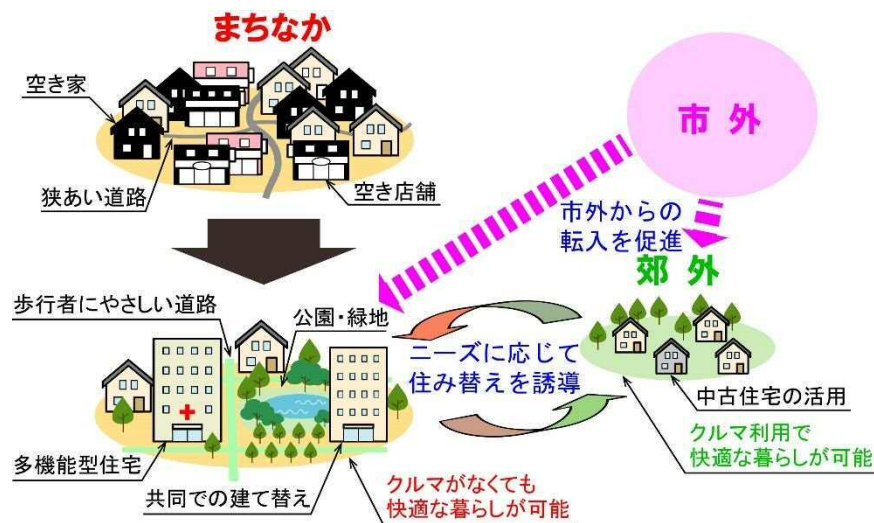 まちなか
空き家
狭あい道路
空き店舗
市外
市外からの
転入を促進
郊外
歩行者にやさしい道路
公園・緑地
ニーズに応じて
住み替えを誘導
中古住宅の活用
クルマ利用で
快適な暮らしが可能
多機能型住宅
共同での建て替え
クルマがなくても
快適な暮らしが可能